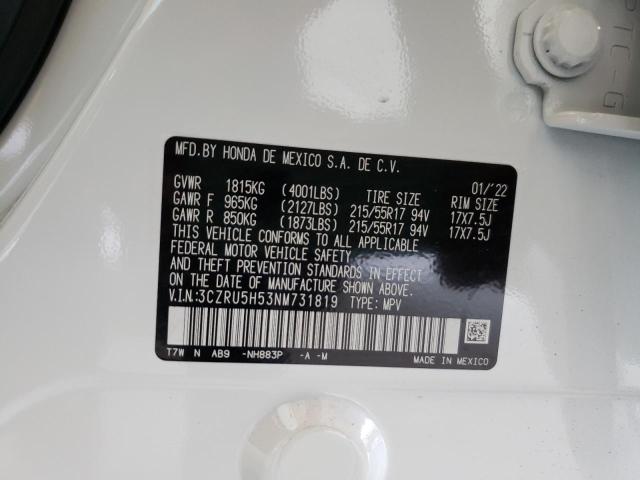 PTC-G
MFD.BY HONDA DE MEXICO S.A. DE C.V.
01/'22
GVWR 1815KG (4001LBS) TIRE SIZE RIM SIZE
GAWR F 965KG (2127LBS) 215/55R17 94V 17X7.5J
GAWR R 850KG (1873LBS) 215/55R17 94V 17X7.5J
THIS VEHICLE CONFORMS TO ALL APPLICABLE
FEDERAL MOTOR VEHICLE SAFETY
AND THEFT PREVENTION STANDARDS IN EFFECT
ON THE DATE OF MANUFACTURE SHOWN ABOVE.
V.I.N.:3CZRU5H53NM731819 TYPE: MPV
T7W N AB9 -NH883P -A -M
MADE IN MEXICO